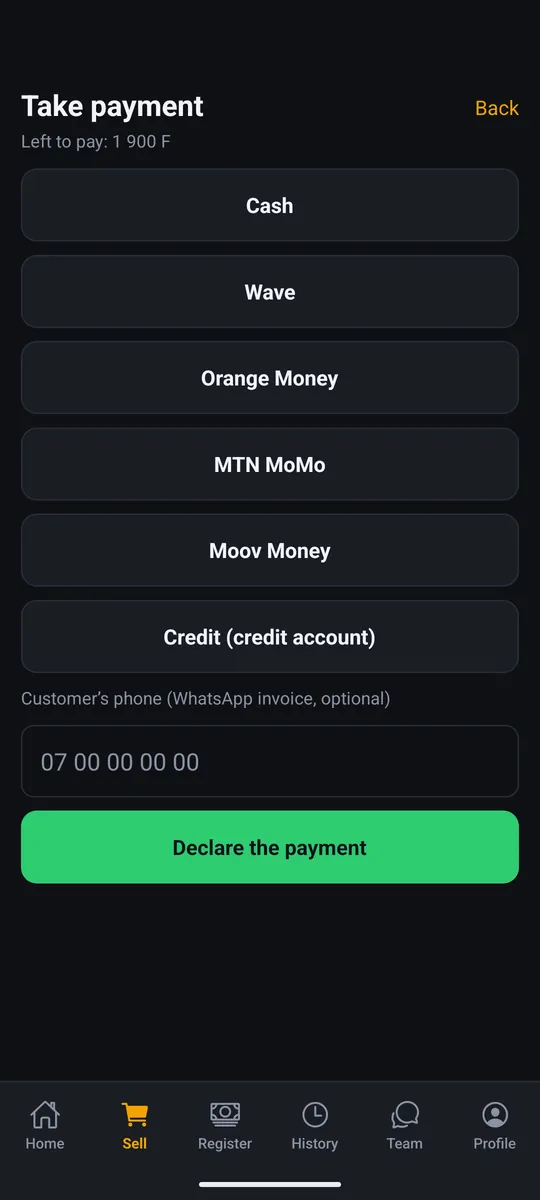 Take payment
Back
Left to pay: 1 900 F
Cash
Wave
Orange Money
MTN MoMo
Moov Money
Credit (credit account)
Customer’s phone (WhatsApp invoice, optional)
07 00 00 00 00
Declare the payment
Home
Sell
Register
History
Team
Profile